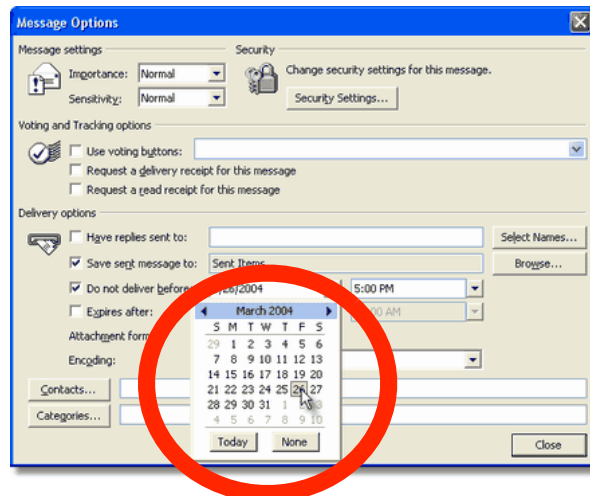 Message Options
Message settings
Security
Importance: Normal
Change security settings for this message.
Sensitivity: Normal
Security Settings...
Voting and Tracking options
Use voting buttons:
Request a delivery receipt for this message
Request a read receipt for this message
Delivery options
Have replies sent to:
Select Names...
Save sent message to: Sent Items
Browse...
Do not deliver before: /26/2004 5:00 PM
Expires after: 00 AM
March 2004
S M T W T F S
29 1 2 3 4 5 6
7 8 9 10 11 12 13
14 15 16 17 18 19 20
21 22 23 24 25 26 27
28 29 30 31 1 2 3
4 5 6 7 8 9 10
Today None
Attachment form
Encoding:
Contacts...
Categories...
Close